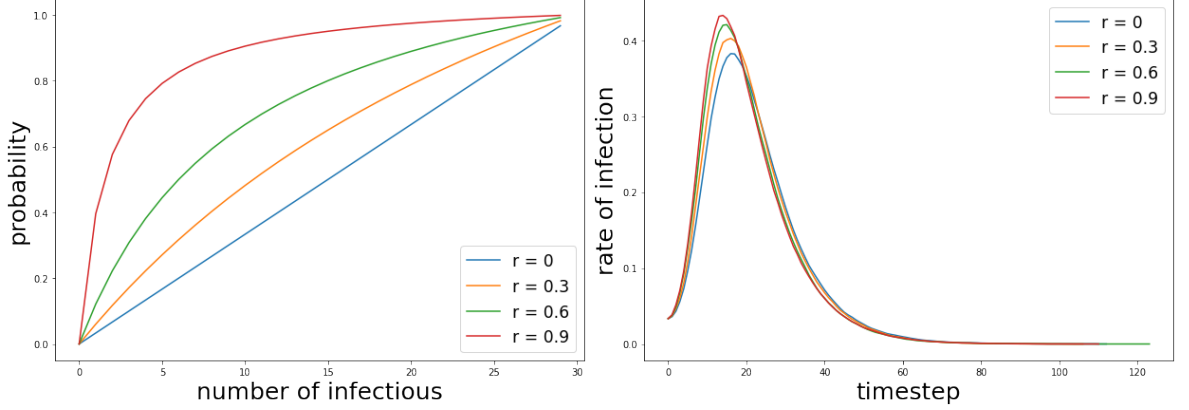 1.0
0.8
0.6
0.4
0.2
0.0
probability
0 5 10 15 20 25 30
number of infectious
r = 0
r = 0.3
r = 0.6
r = 0.9
0.4
0.3
0.2
0.1
0.0
rate of infection
0 20 40 60 80 100 120
timestep
r = 0
r = 0.3
r = 0.6
r = 0.9